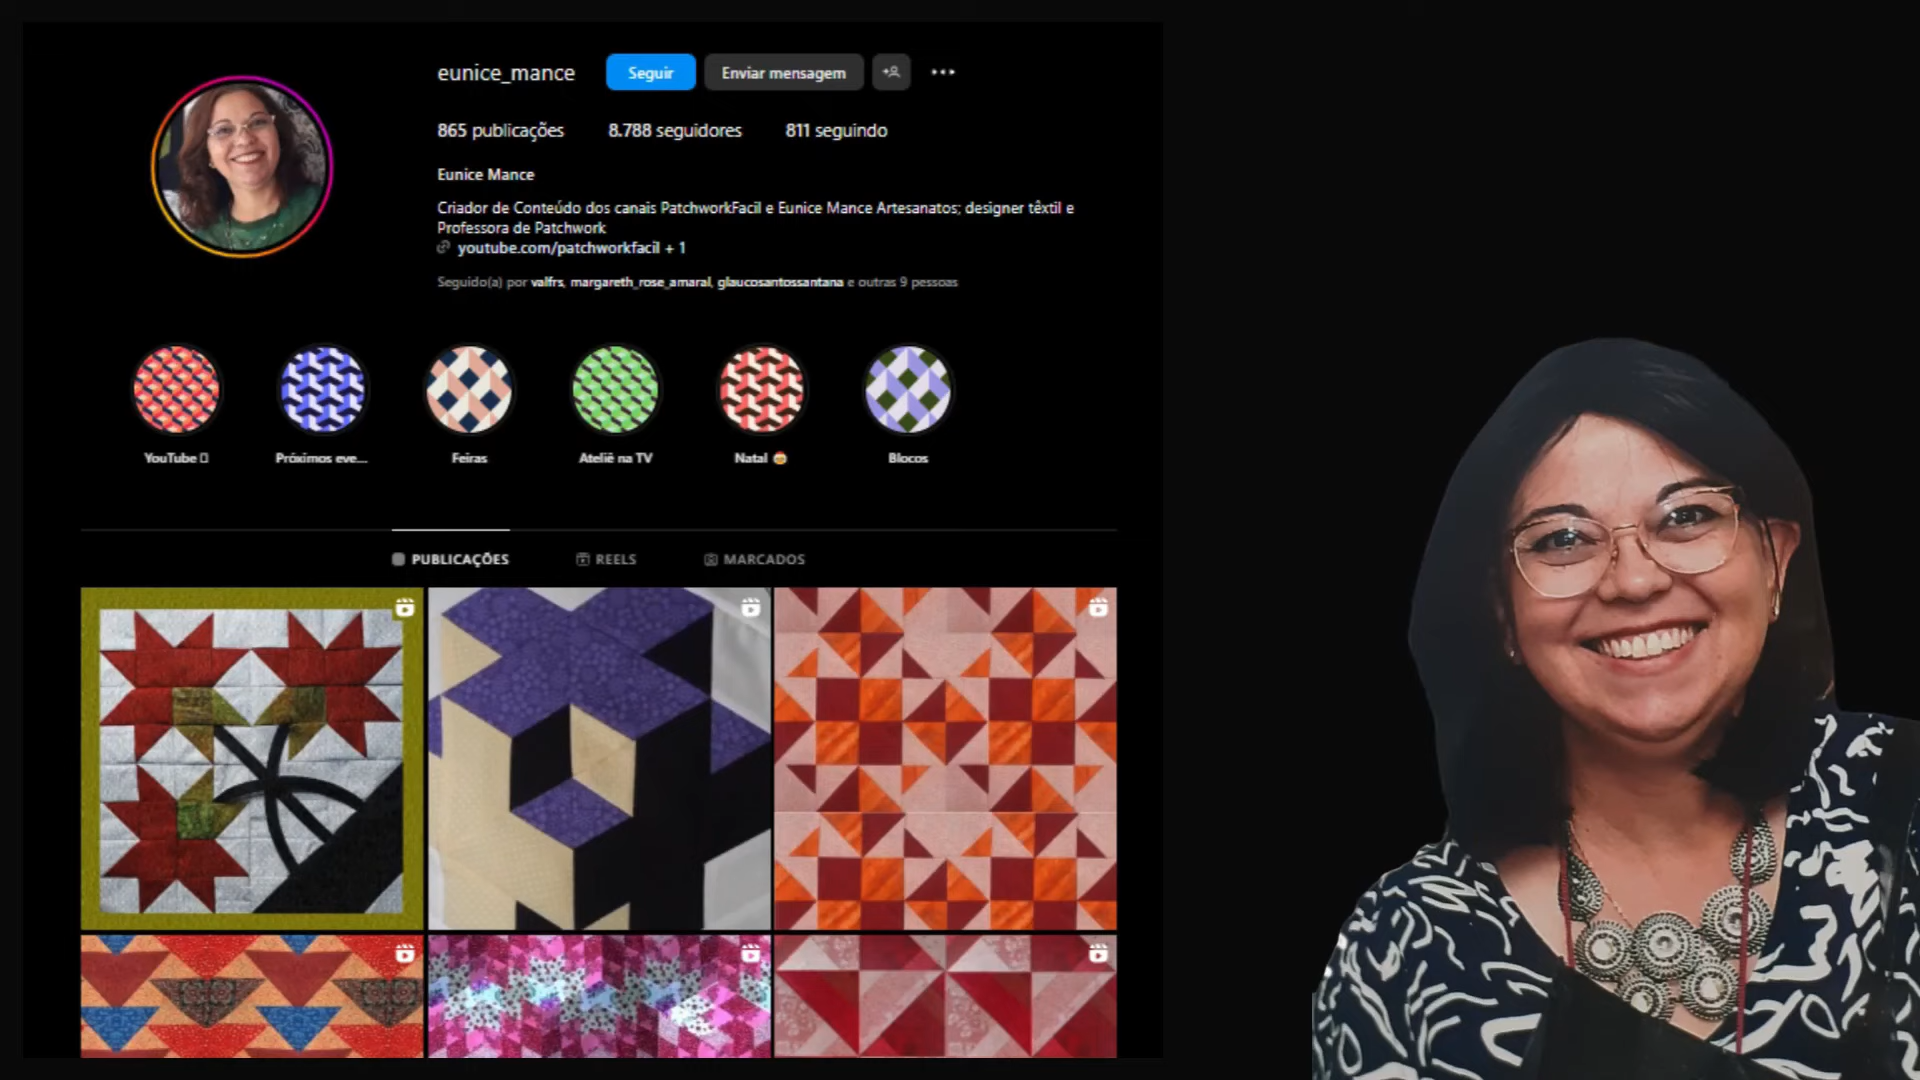 eunice_mance Seguir Enviar mensagem
865 publicações 8.788 seguidores 811 seguindo
Eunice Mance
Criador de Conteúdo dos canais PatchworkFacil e Eunice Mance Artesanatos; designer têxtil e
Professora de Patchwork
youtube.com/patchworkfacil + 1
Seguido(a) por valfrs, margareth_rose_amaral, glaucosantossantana e outras 9 pessoas
YouTube Próximos eve... Feiras Ateliê na TV Natal 🎅 Blocos
PUBLICAÇÕES REELS MARCADOS